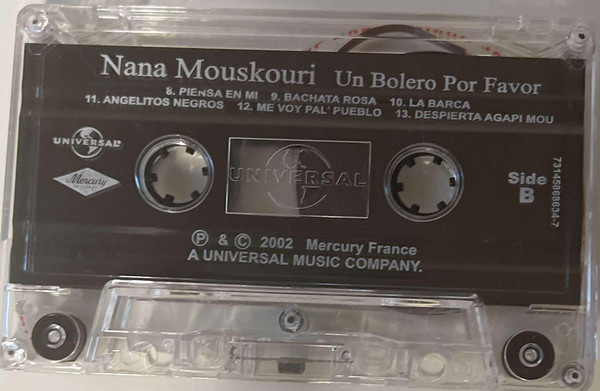 Nana Mouskouri Un Bolero Por Favor
8. PIENSA EN MI 9. BACHATA ROSA 10. LA BARCA
11. ANGELITOS NEGROS 12. ME VOY PAL' PUEBLO 13. DESPIERTA AGAPI MOU
UNIVERSAL
Mercury
UNIVERSAL
Side
B
73145868634-7
Ⓟ & © 2002 Mercury France
A UNIVERSAL MUSIC COMPANY.